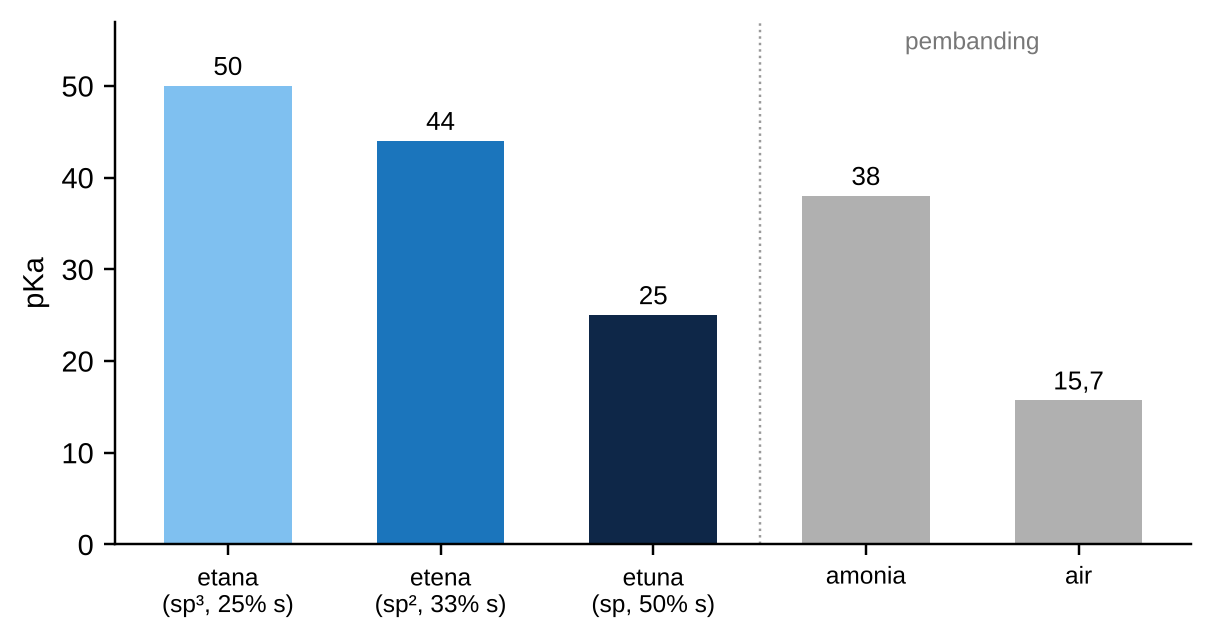 pembanding
50
44
25
38
15,7
pKa
50
40
30
20
10
0
etana
(sp³, 25% s)
etena
(sp², 33% s)
etuna
(sp, 50% s)
amonia
air